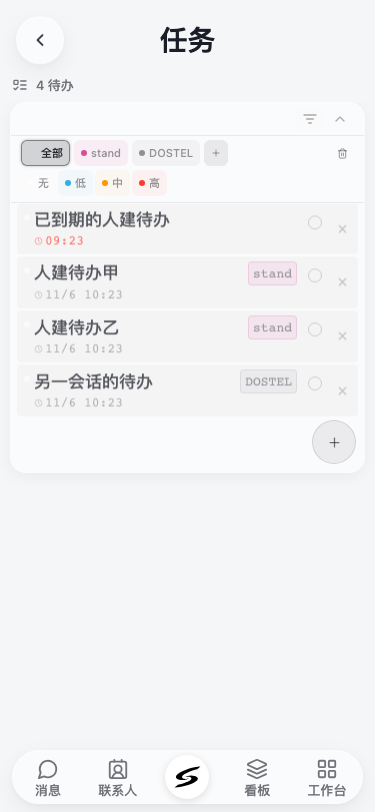 任务
4 待办
全部 stand DOSTEL +
无 低 中 高
已到期的人建待办
09:23
人建待办甲 stand
11/6 10:23
人建待办乙 stand
11/6 10:23
另一会话的待办 DOSTEL
11/6 10:23
+
消息 联系人 看板 工作台